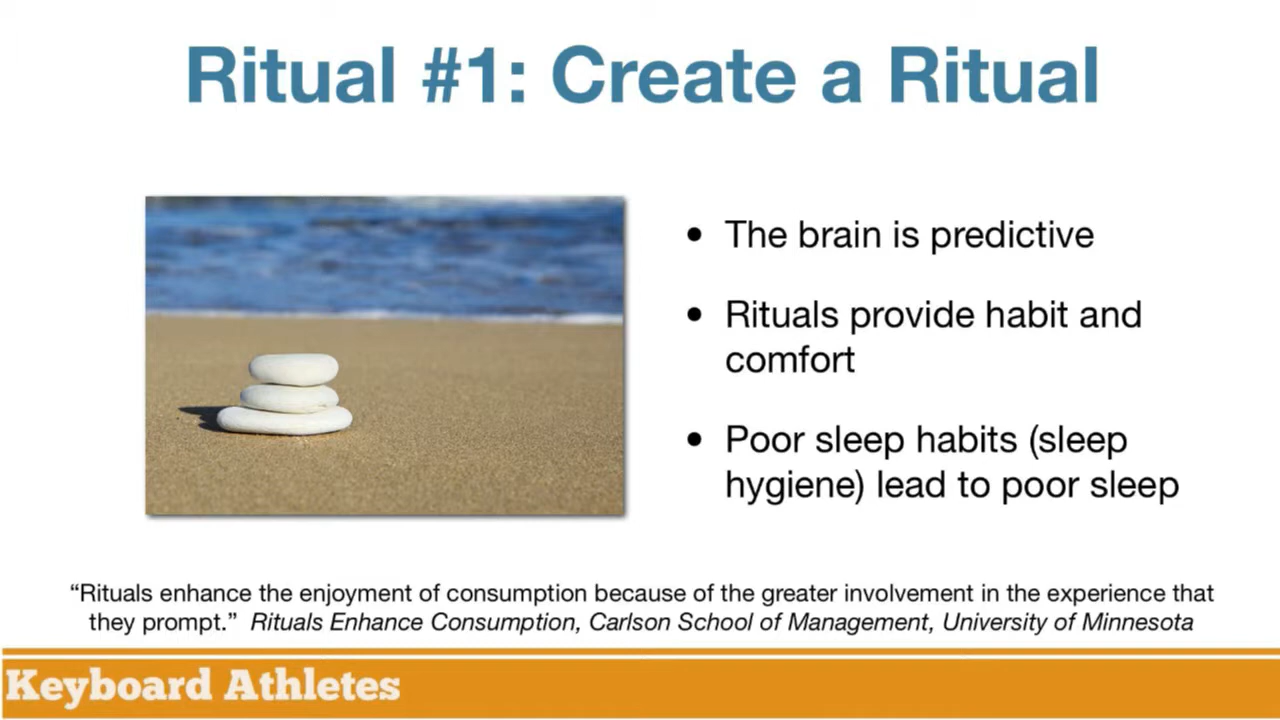 Ritual #1: Create a Ritual
• The brain is predictive
• Rituals provide habit and
comfort
• Poor sleep habits (sleep
hygiene) lead to poor sleep
“Rituals enhance the enjoyment of consumption because of the greater involvement in the experience that
they prompt.” Rituals Enhance Consumption, Carlson School of Management, University of Minnesota
Keyboard Athletes